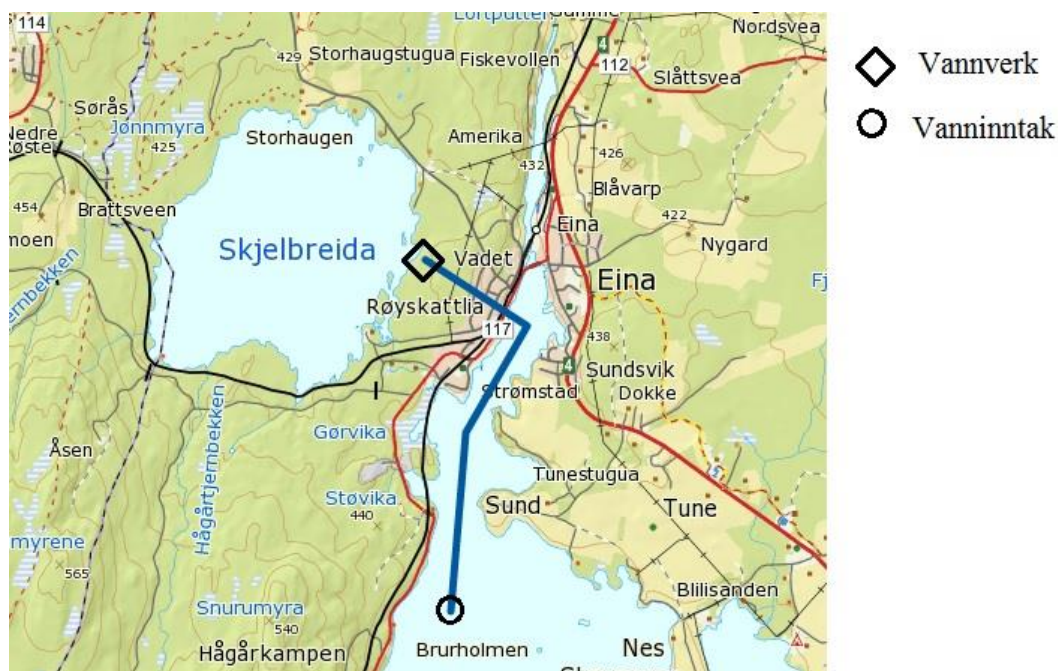 114
Lortputten
Nordsvea
Storhaugstugua
Fiskevollen
4
429
112
Slåttsvea
Vannverk
Sørås
Jønnmyra
Storhaugen
Amerika
426
Vanninntak
Nedre
425
432
Blåvarp
454
Brattsveen
422
moen
Eina
Nygard
Skjelbreida
Vadet
Eina
Røyskattlia
117
438
4
Sundsvik
Strømstad
Dokke
Gørvika
Åsen
Hågårtjernbekken
Tunestugua
Støvika
Sund
Tune
440
myrene
565
Blilisanden
Snurumyra
540
Brurholmen
Nes
Hågårkampen